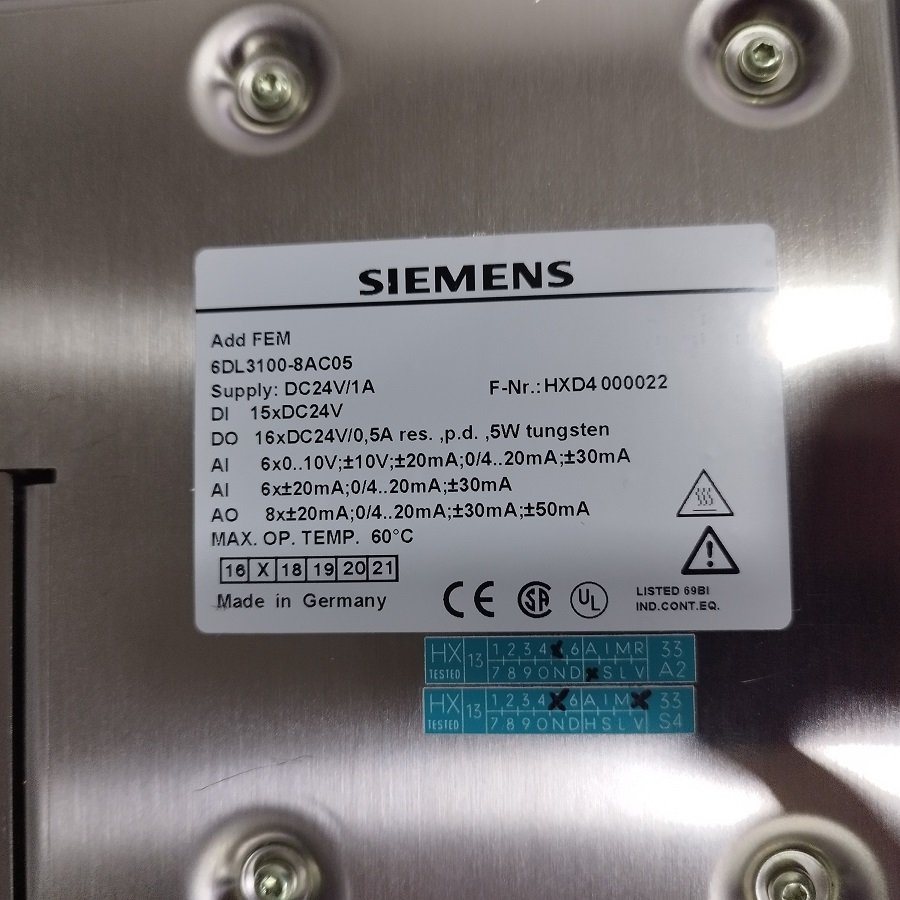 SIEMENS
Add FEM
6DL3100-8AC05
Supply: DC24V/1A F-Nr.: HXD4 000022
DI 15xDC24V
DO 16xDC24V/0,5A res. ,p.d. ,5W tungsten
AI 6x0..10V;±10V;±20mA;0/4..20mA;±30mA
AI 6x±20mA;0/4..20mA;±30mA
AO 8x±20mA;0/4..20mA;±30mA;±50mA
MAX. OP. TEMP. 60°C
16 X 18 19 20 21
Made in Germany
CE SA UL
LISTED 69BI
IND.CONT.EQ.
HX 13 1 2 3 4 6 A I M R 33
TESTED 7 8 9 O N D S L V A2
HX 13 1 2 3 4 6 A I M 33
TESTED 7 8 9 O N D H S L V S4